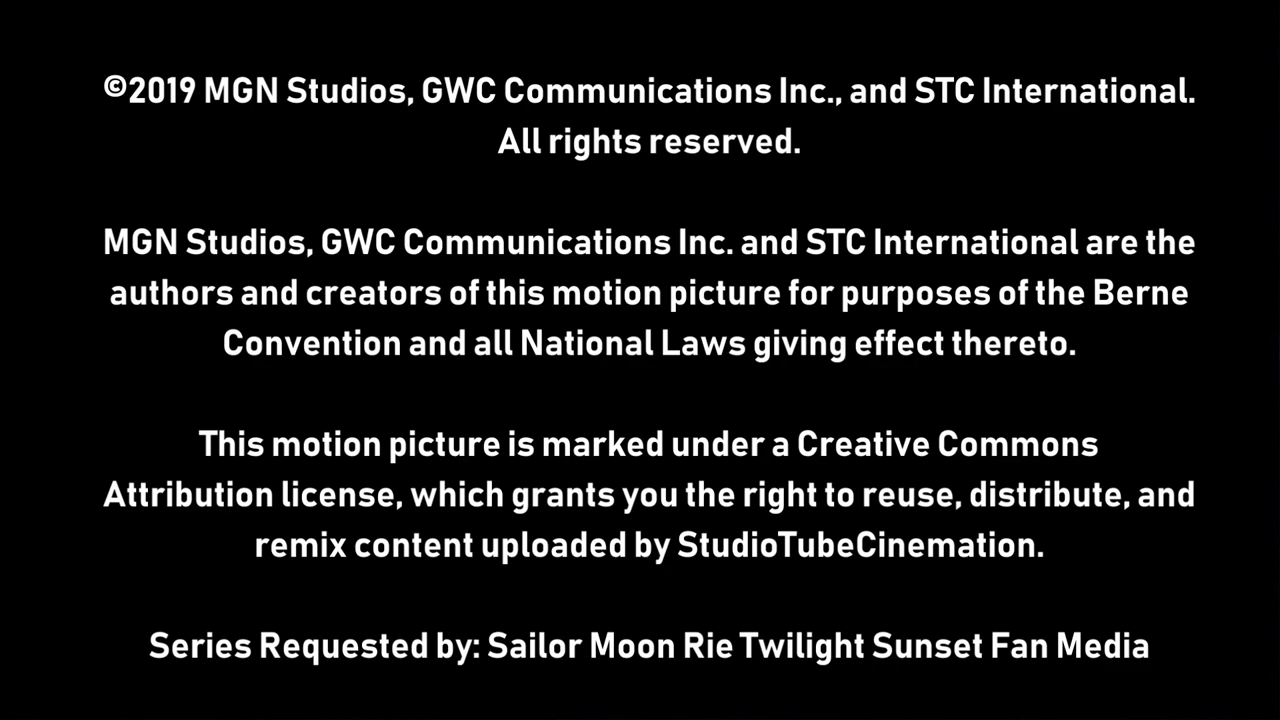 ©2019 MGN Studios, GWC Communications Inc., and STC International.
All rights reserved.
MGN Studios, GWC Communications Inc. and STC International are the
authors and creators of this motion picture for purposes of the Berne
Convention and all National Laws giving effect thereto.
This motion picture is marked under a Creative Commons
Attribution license, which grants you the right to reuse, distribute, and
remix content uploaded by StudioTubeCinemation.
Series Requested by: Sailor Moon Rie Twilight Sunset Fan Media